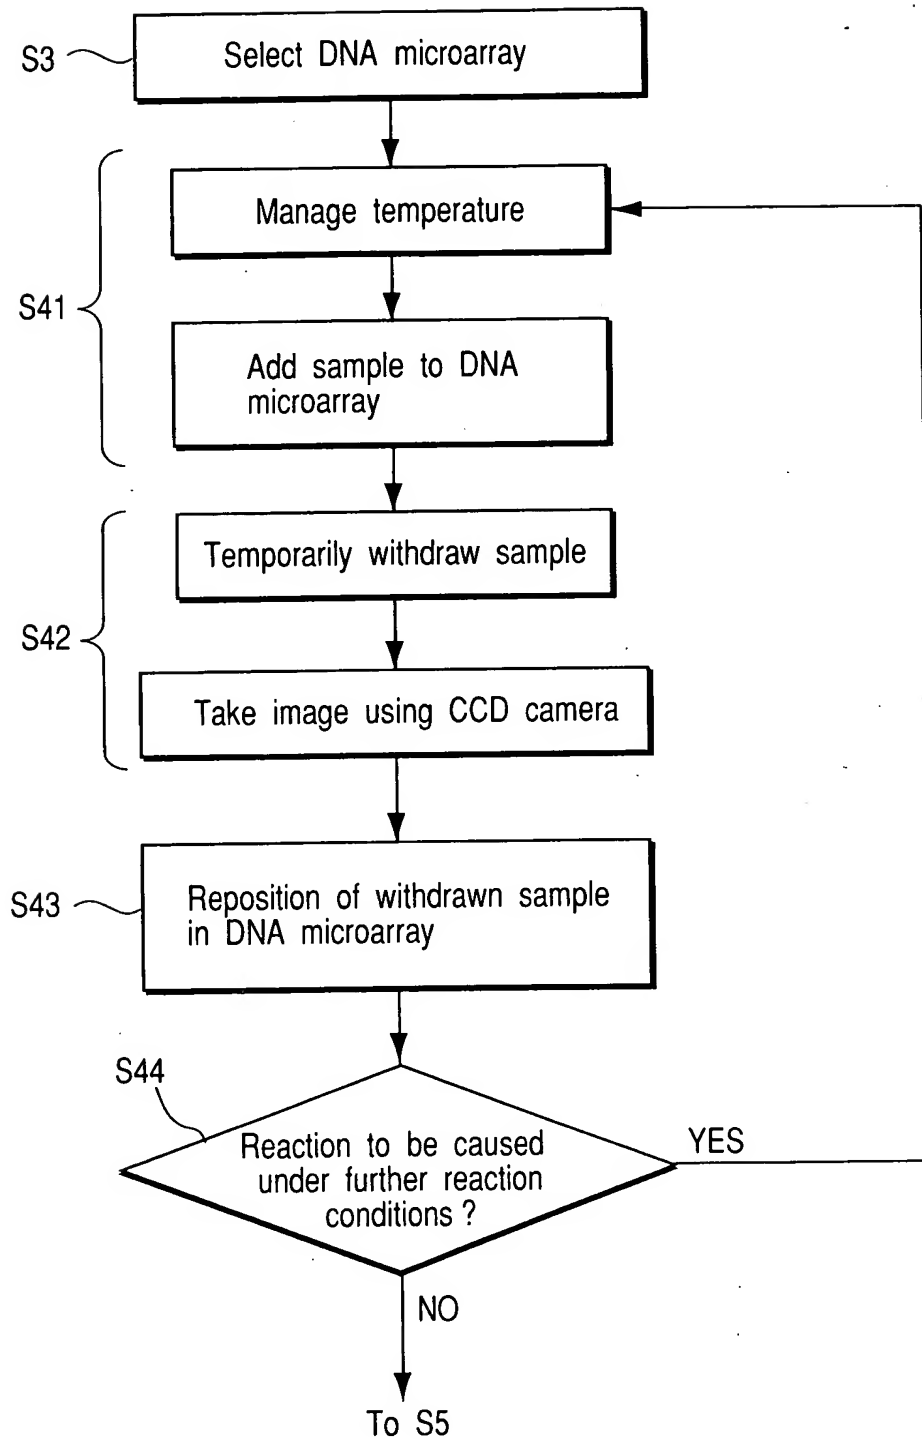 S3
Select DNA microarray
Manage temperature
S41
Add sample to DNA
microarray
Temporarily withdraw sample
S42
Take image using CCD camera
S43
Reposition of withdrawn sample
in DNA microarray
S44
Reaction to be caused
under further reaction
conditions ?
YES
NO
To S5